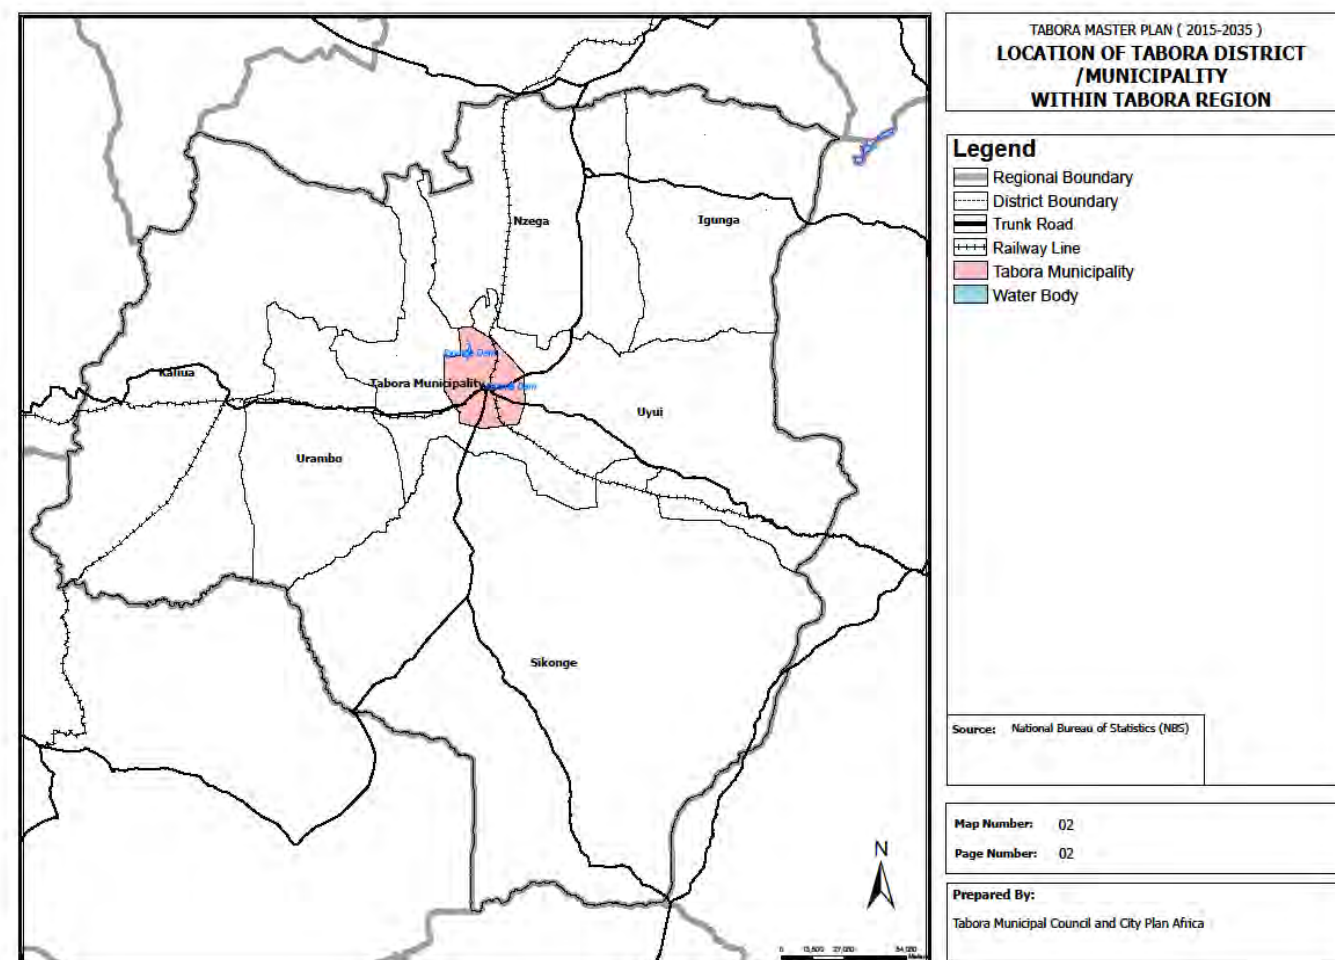 TABORA MASTER PLAN ( 2015-2035 )
LOCATION OF TABORA DISTRICT
/MUNICIPALITY
WITHIN TABORA REGION
Legend
Regional Boundary
District Boundary
Trunk Road
Railway Line
Tabora Municipality
Water Body
Nzega
Igunga
Kaliua
Tabora Municipality
Dam
Dam
Uyui
Urambo
Sikonge
N
0
Source: National Bureau of Statistics (NBS)
Map Number: 02
Page Number: 02
Prepared By:
Tabora Municipal Council and City Plan Africa